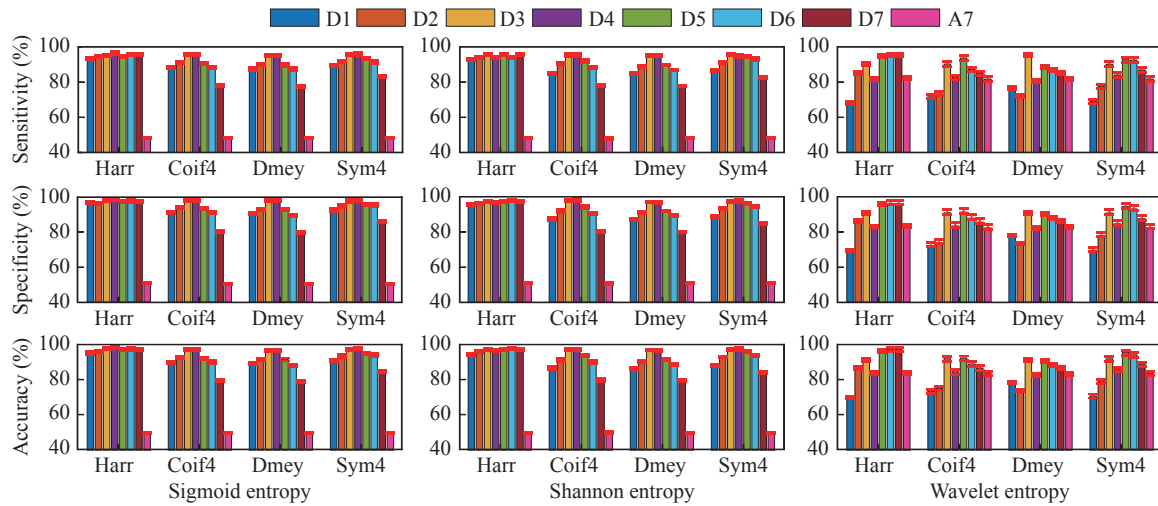 D1 D2 D3 D4 D5 D6 D7 A7
Sensitivity (%)
100
80
60
40
Harr Coif4 Dmey Sym4
100
80
60
40
Harr Coif4 Dmey Sym4
100
80
60
40
Harr Coif4 Dmey Sym4
Specificity (%)
100
80
60
40
Harr Coif4 Dmey Sym4
100
80
60
40
Harr Coif4 Dmey Sym4
100
80
60
40
Harr Coif4 Dmey Sym4
Accuracy (%)
100
80
60
40
Harr Coif4 Dmey Sym4
Sigmoid entropy
100
80
60
40
Harr Coif4 Dmey Sym4
Shannon entropy
100
80
60
40
Harr Coif4 Dmey Sym4
Wavelet entropy